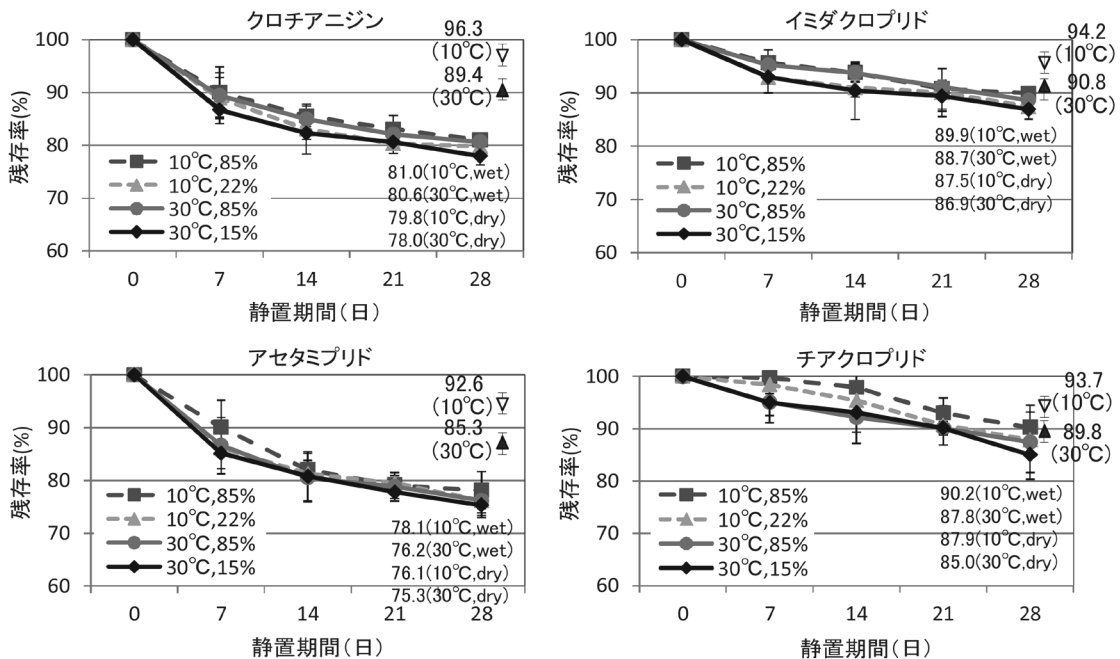 クロチアニジン
残存率(%)
100
90
80
70
60
96.3
(10℃)
89.4
(30℃)
10℃,85%
10℃,22%
30℃,85%
30℃,15%
81.0(10℃,wet)
80.6(30℃,wet)
79.8(10℃,dry)
78.0(30℃,dry)
0 7 14 21 28
静置期間(日)
イミダクロプリド
残存率(%)
100
90
80
70
60
94.2
(10℃)
90.8
(30℃)
10℃,85%
10℃,22%
30℃,85%
30℃,15%
89.9(10℃,wet)
88.7(30℃,wet)
87.5(10℃,dry)
86.9(30℃,dry)
0 7 14 21 28
静置期間(日)
アセタミプリド
残存率(%)
100
90
80
70
60
92.6
(10℃)
85.3
(30℃)
10℃,85%
10℃,22%
30℃,85%
30℃,15%
78.1(10℃,wet)
76.2(30℃,wet)
76.1(10℃,dry)
75.3(30℃,dry)
0 7 14 21 28
静置期間(日)
チアクロプリド
残存率(%)
100
90
80
70
60
93.7
(10℃)
89.8
(30℃)
10℃,85%
10℃,22%
30℃,85%
30℃,15%
90.2(10℃,wet)
87.8(30℃,wet)
87.9(10℃,dry)
85.0(30℃,dry)
0 7 14 21 28
静置期間(日)